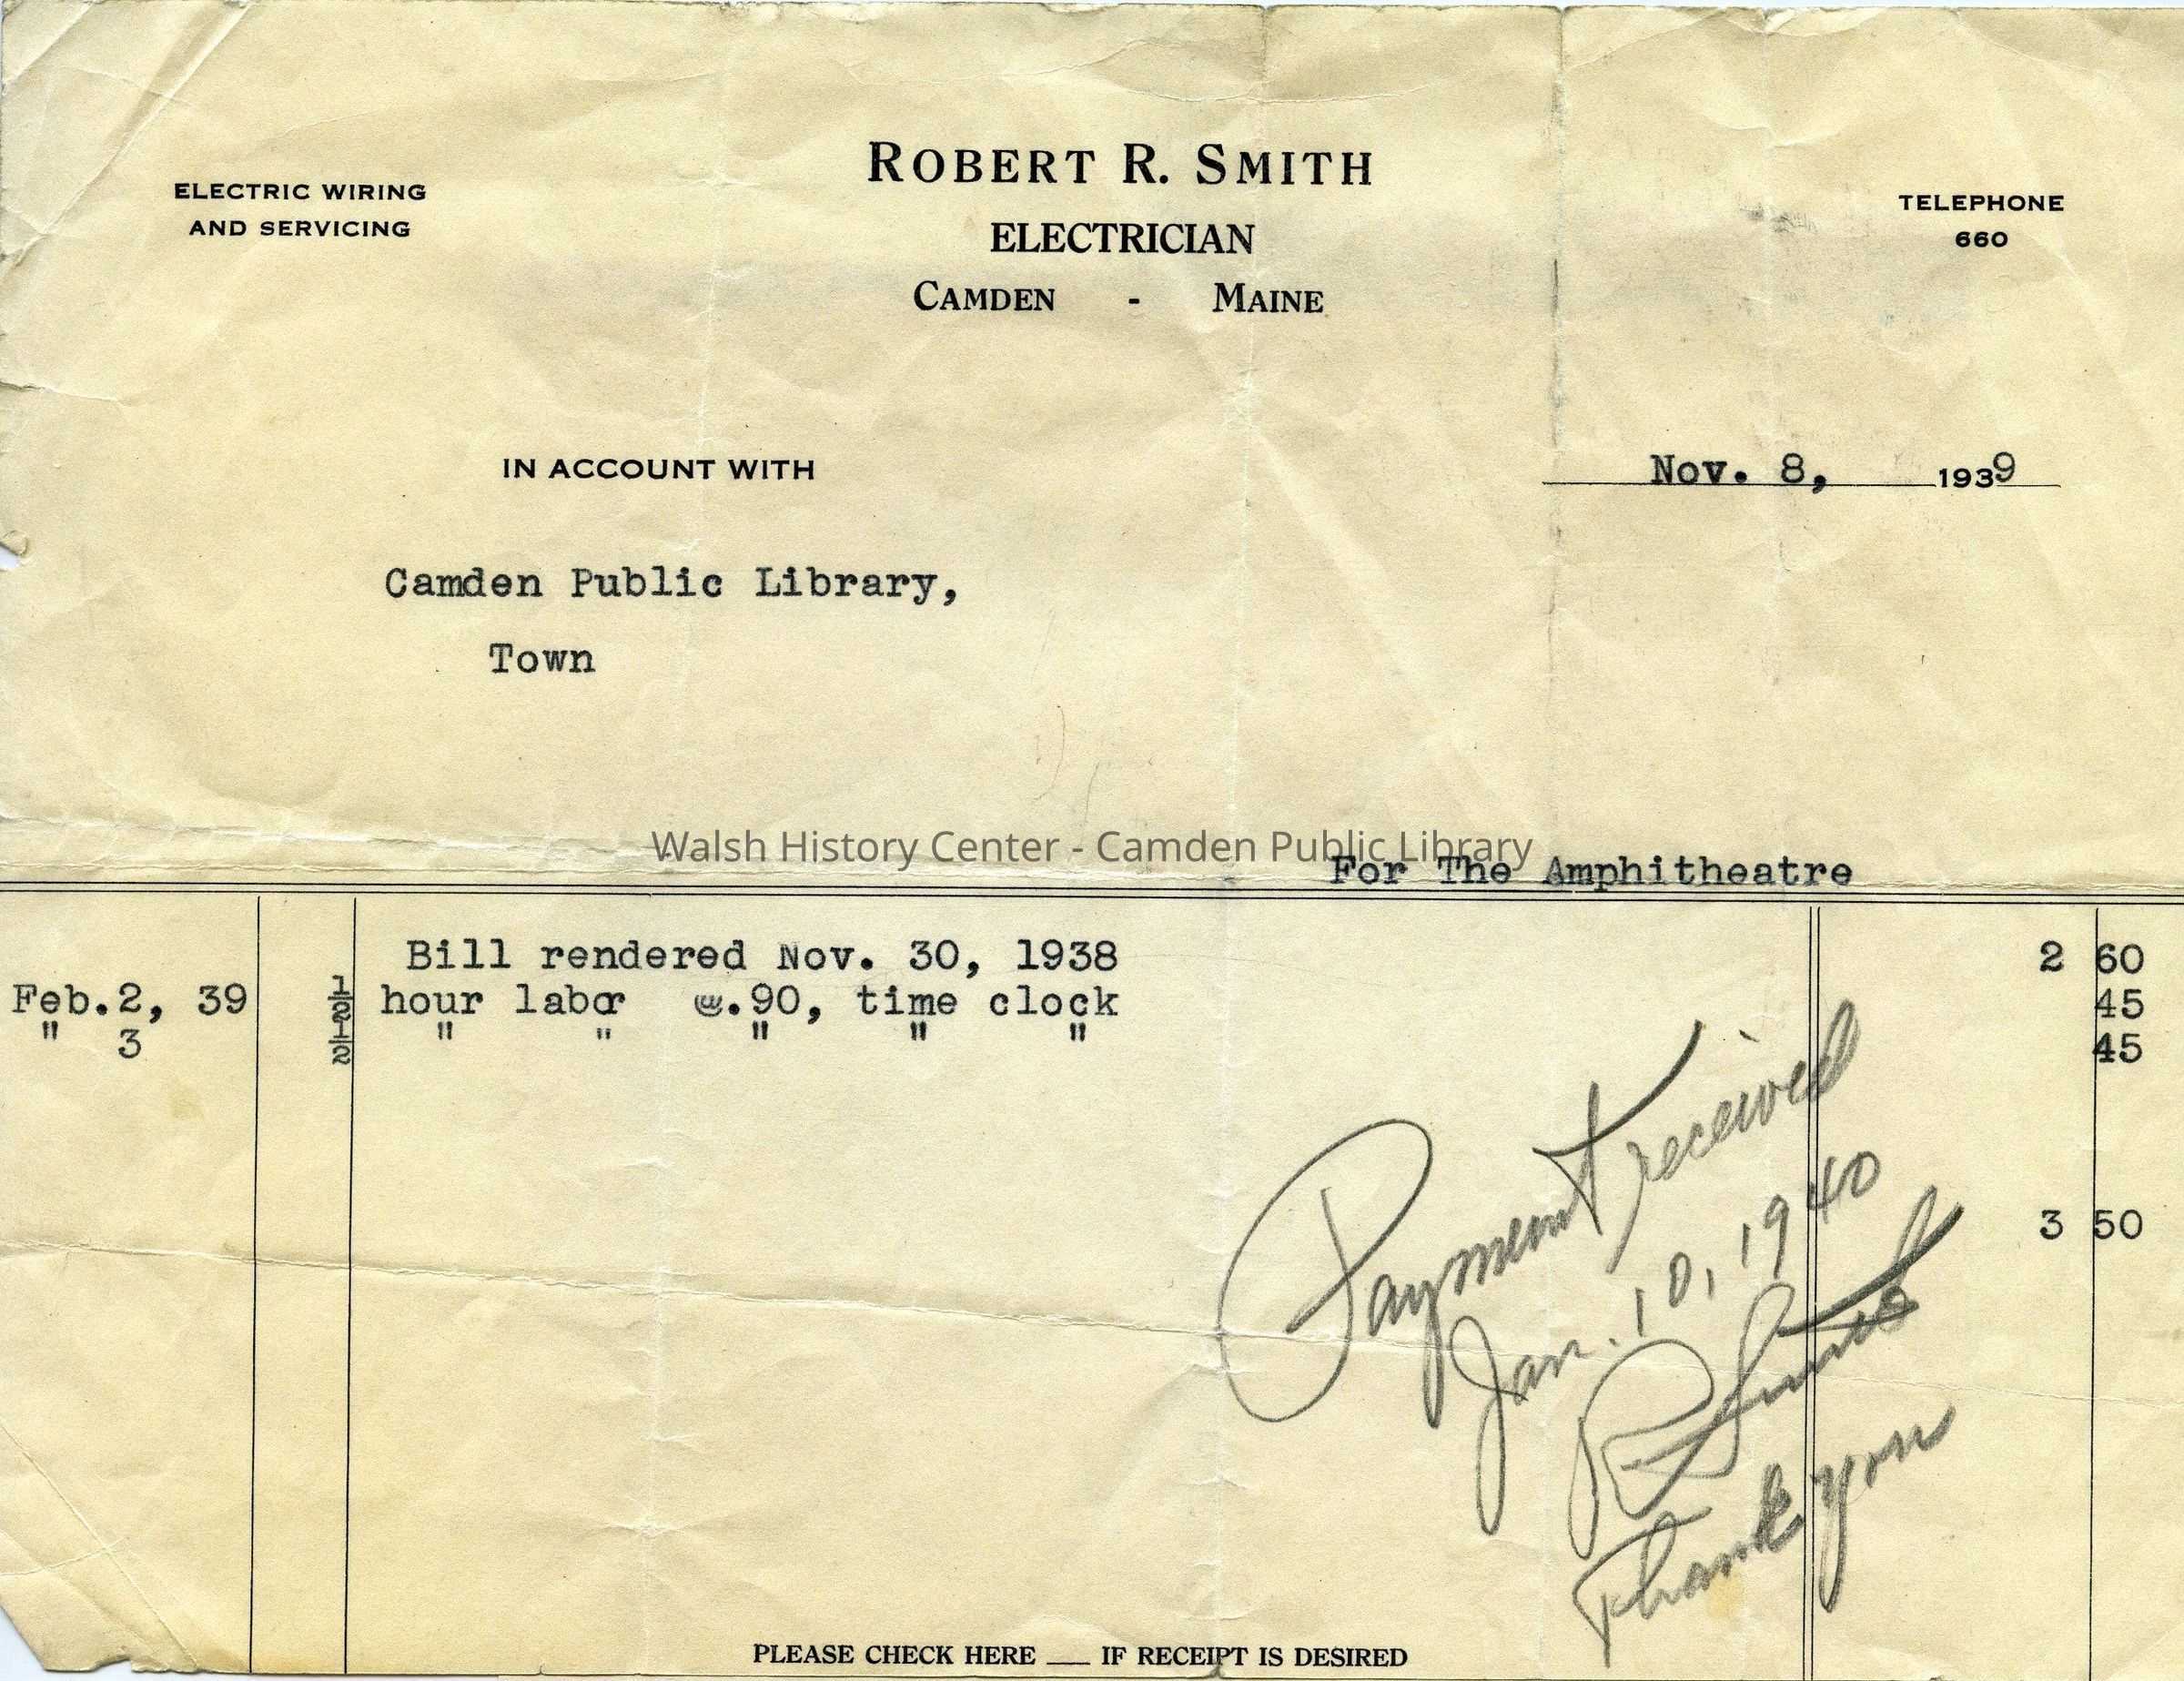 ROBERT R. SMITH
ELECTRIC WIRING
AND SERVICING
ELECTRICIAN
TELEPHONE
660
CAMDEN - MAINE
IN ACCOUNT WITH
Nov. 8, 1939
Camden Public Library,
Town
Walsh History Center - Camden Public Library
For The Amphitheatre
Bill rendered Nov. 30, 1938 2 60
Feb.2, 39 ½ hour labor @.90, time clock 45
" 3 ½ " " " " " 45
3 50
Payment received
Jan. 10, 1940
R Smith
Thank you
PLEASE CHECK HERE __ IF RECEIPT IS DESIRED